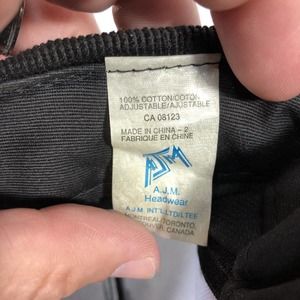 100% COTTON/COTON
ADJUSTABLE/AJUSTABLE
CA 08123
MADE IN CHINA - 2
FABRIQUE EN CHINE
AJM
A.J.M.
Headwear
A.J.M. INT'L LTD/LTEE
MONTREAL/TORONTO,
VANCOUVER, CANADA